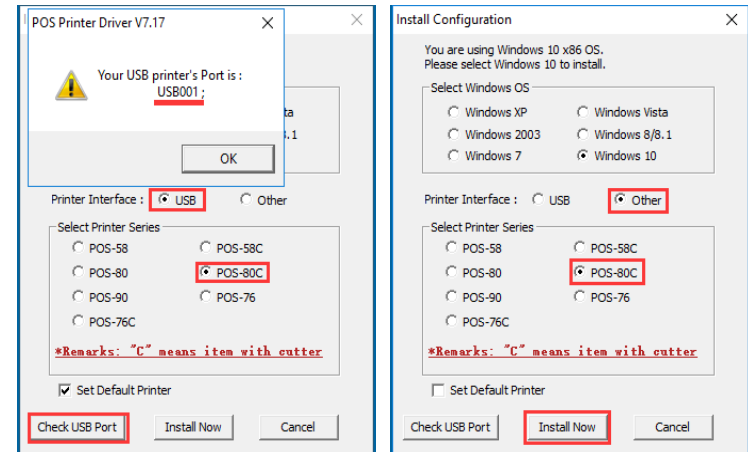 POS Printer Driver V7.17
Your USB printer's Port is :
USB001 ;
OK
ta
.1
Printer Interface : USB Other
Select Printer Series
POS-58 POS-58C
POS-80 POS-80C
POS-90 POS-76
POS-76C
*Remarks: "C" means item with cutter
Set Default Printer
Check USB Port Install Now Cancel
Install Configuration
You are using Windows 10 x86 OS.
Please select Windows 10 to install.
Select Windows OS
Windows XP Windows Vista
Windows 2003 Windows 8/8.1
Windows 7 Windows 10
Printer Interface : USB Other
Select Printer Series
POS-58 POS-58C
POS-80 POS-80C
POS-90 POS-76
POS-76C
*Remarks: "C" means item with cutter
Set Default Printer
Check USB Port Install Now Cancel